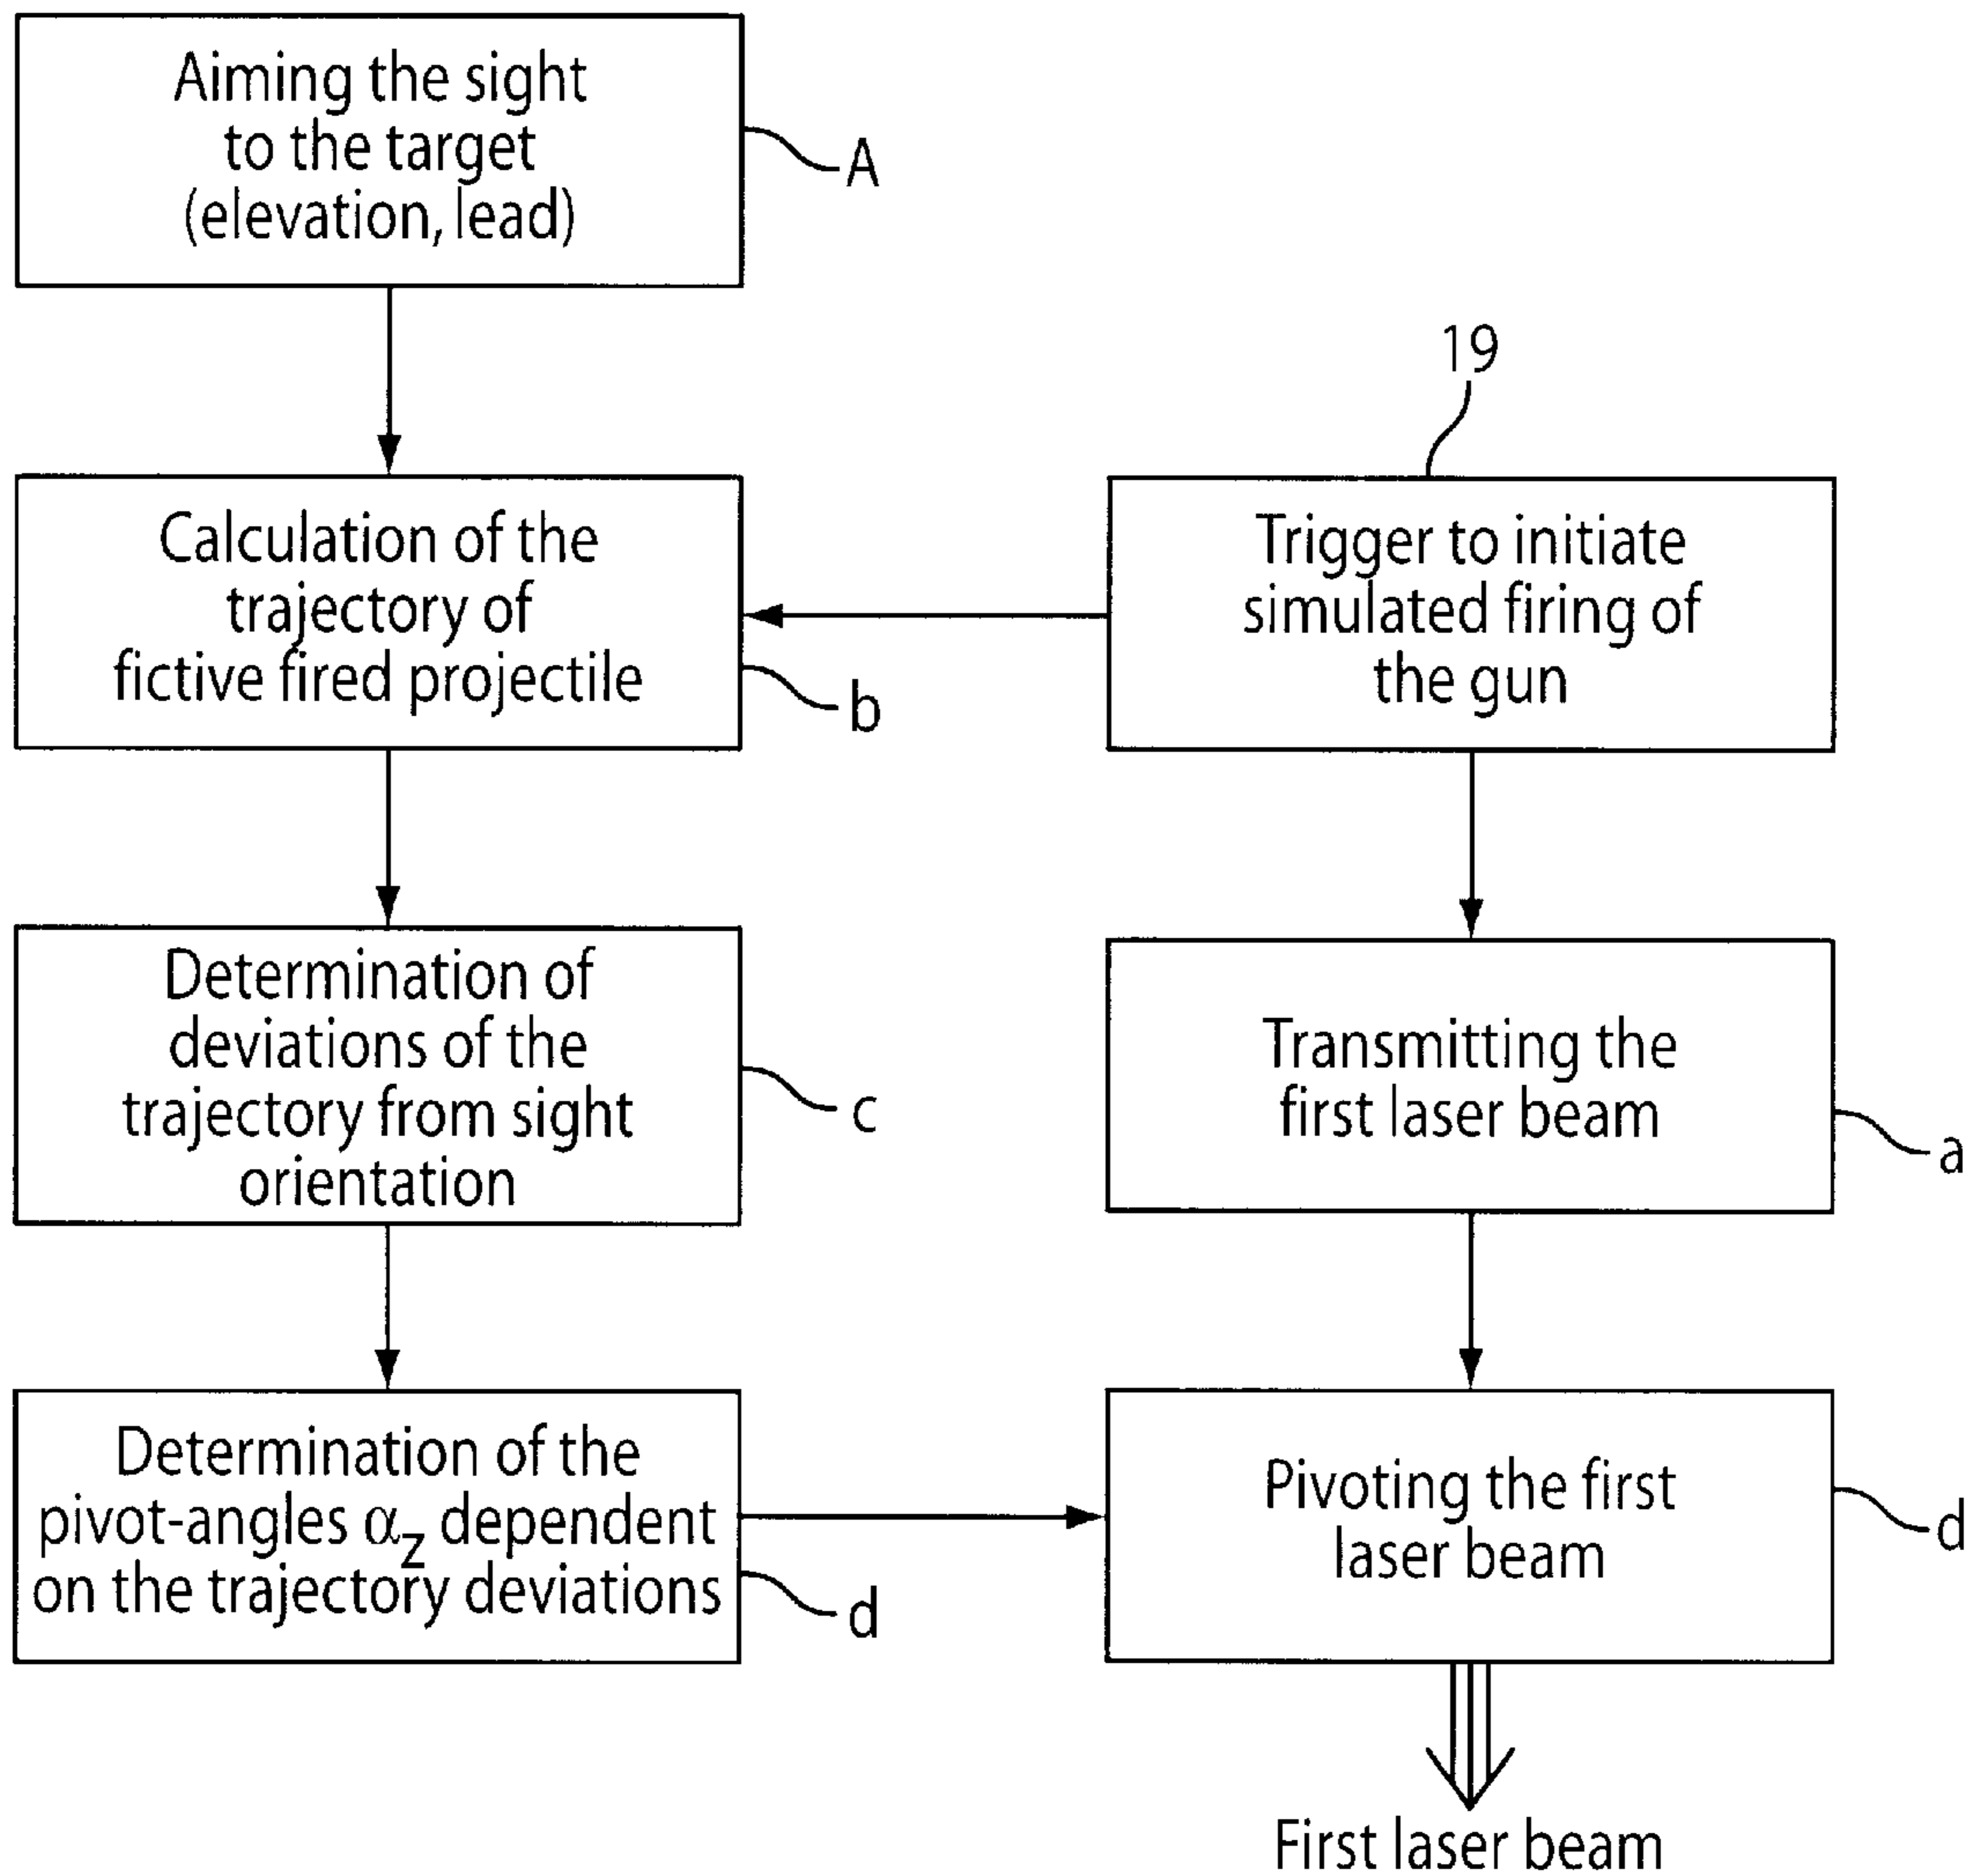 Aiming the sight
to the target
(elevation, lead)
A
19
Calculation of the
trajectory of
fictive fired projectile
b
Trigger to initiate
simulated firing of
the gun
Determination of
deviations of the
trajectory from sight
orientation
c
Transmitting the
first laser beam
a
Determination of the
pivot-angles αz dependent
on the trajectory deviations
d
Pivoting the first
laser beam
d
First laser beam